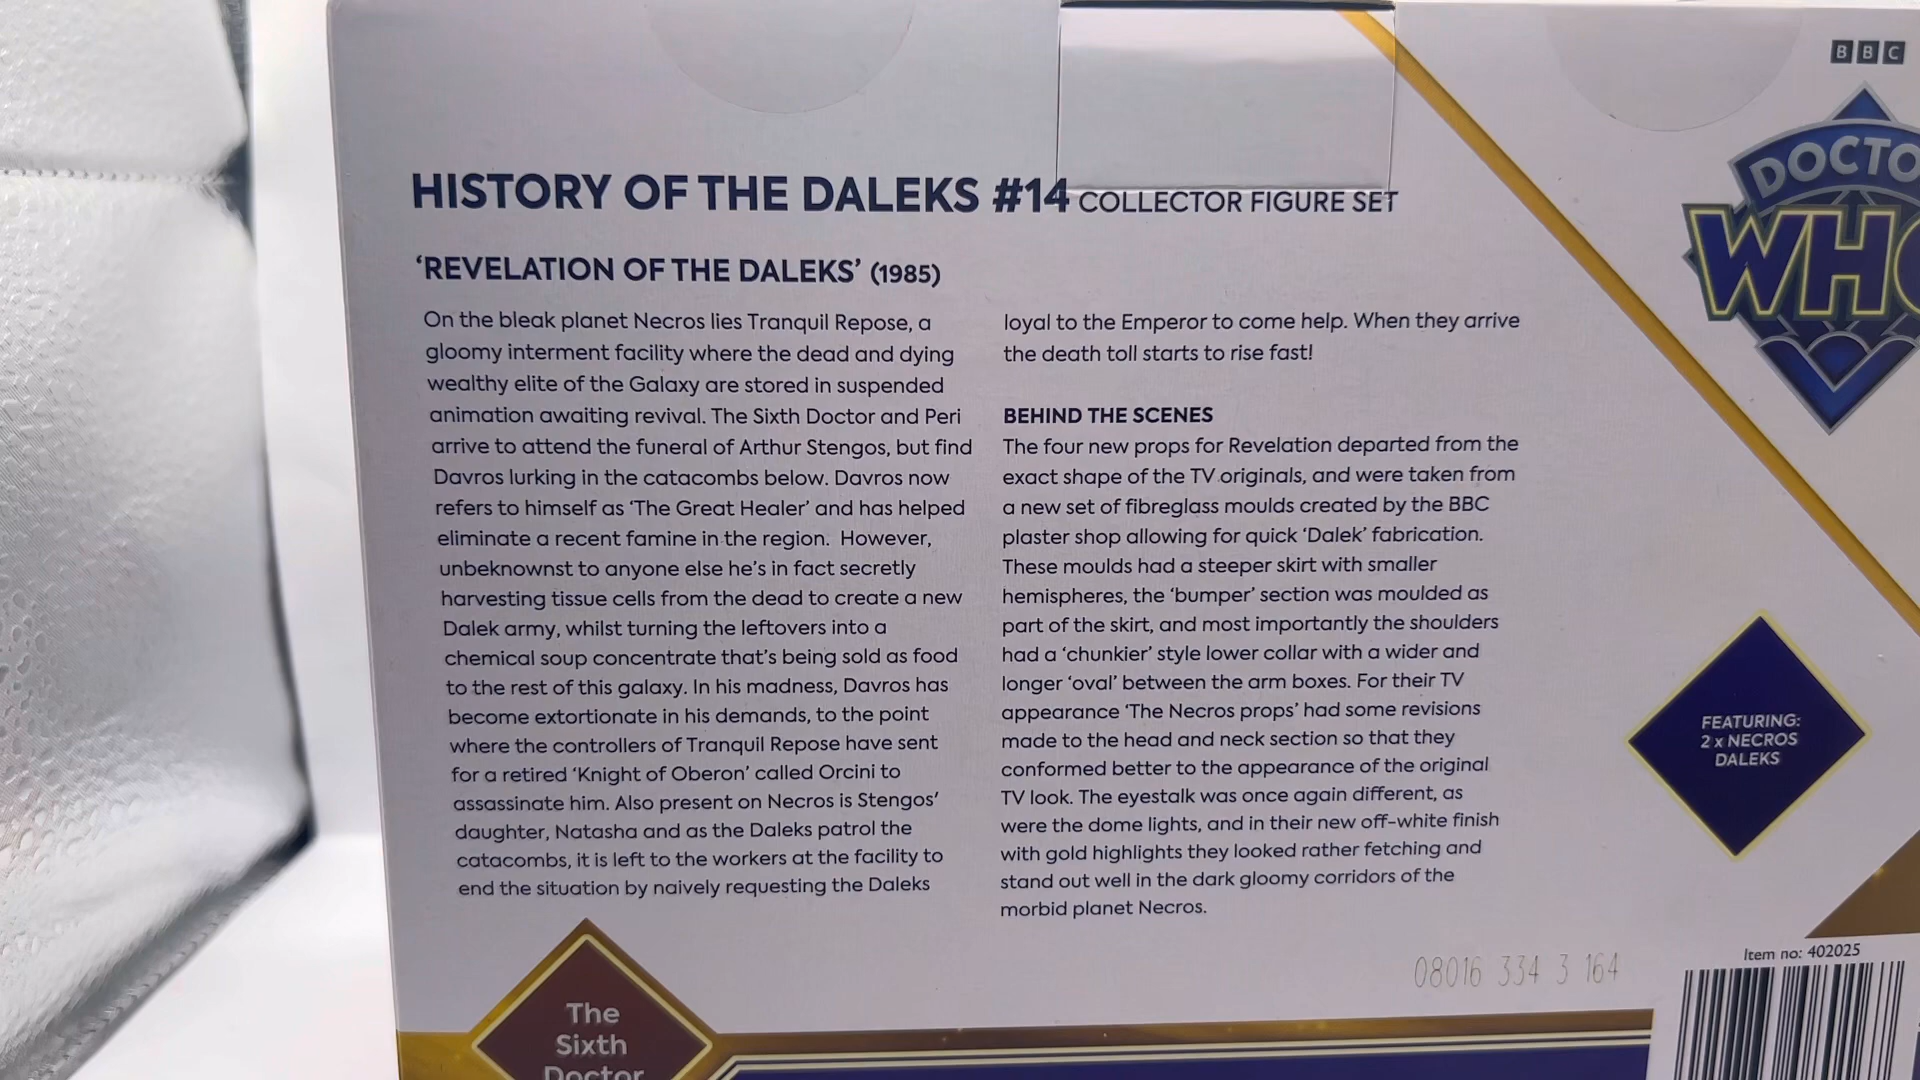 BBC
DOCTO
WHO
HISTORY OF THE DALEKS #14 COLLECTOR FIGURE SET
‘REVELATION OF THE DALEKS’ (1985)
On the bleak planet Necros lies Tranquil Repose, a
gloomy interment facility where the dead and dying
wealthy elite of the Galaxy are stored in suspended
animation awaiting revival. The Sixth Doctor and Peri
arrive to attend the funeral of Arthur Stengos, but find
Davros lurking in the catacombs below. Davros now
refers to himself as ‘The Great Healer’ and has helped
eliminate a recent famine in the region. However,
unbeknownst to anyone else he’s in fact secretly
harvesting tissue cells from the dead to create a new
Dalek army, whilst turning the leftovers into a
chemical soup concentrate that’s being sold as food
to the rest of this galaxy. In his madness, Davros has
become extortionate in his demands, to the point
where the controllers of Tranquil Repose have sent
for a retired ‘Knight of Oberon’ called Orcini to
assassinate him. Also present on Necros is Stengos’
daughter, Natasha and as the Daleks patrol the
catacombs, it is left to the workers at the facility to
end the situation by naively requesting the Daleks
loyal to the Emperor to come help. When they arrive
the death toll starts to rise fast!
BEHIND THE SCENES
The four new props for Revelation departed from the
exact shape of the TV originals, and were taken from
a new set of fibreglass moulds created by the BBC
plaster shop allowing for quick ‘Dalek’ fabrication.
These moulds had a steeper skirt with smaller
hemispheres, the ‘bumper’ section was moulded as
part of the skirt, and most importantly the shoulders
had a ‘chunkier’ style lower collar with a wider and
longer ‘oval’ between the arm boxes. For their TV
appearance ‘The Necros props’ had some revisions
made to the head and neck section so that they
conformed better to the appearance of the original
TV look. The eyestalk was once again different, as
were the dome lights, and in their new off-white finish
with gold highlights they looked rather fetching and
stand out well in the dark gloomy corridors of the
morbid planet Necros.
FEATURING:
2 x NECROS
DALEKS
Item no: 402025
08016 334 3 164
The
Sixth
Doctor